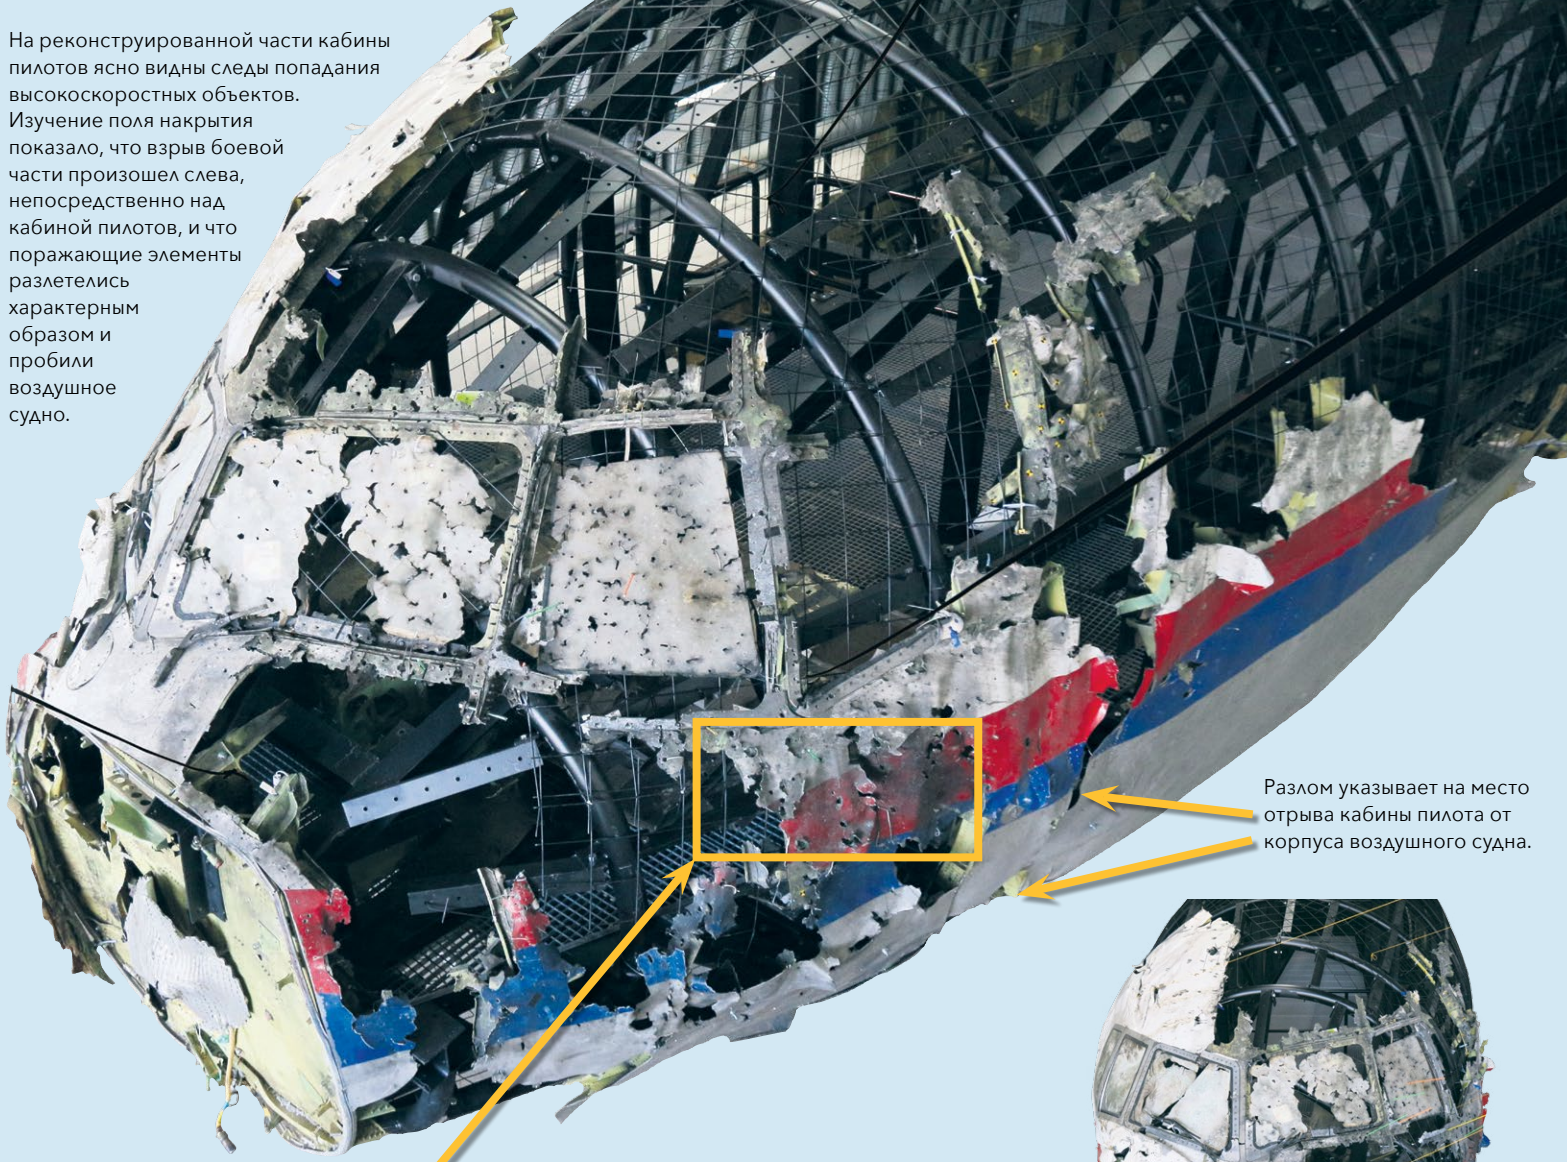 На реконструированной части кабины
пилотов ясно видны следы попадания
высокоскоростных объектов.
Изучение поля накрытия
показало, что взрыв боевой
части произошел слева,
непосредственно над
кабиной пилотов, и что
поражающие элементы
разлетелись
характерным
образом и
пробили
воздушное
судно.
Разлом указывает на место
отрыва кабины пилота от
корпуса воздушного судна.